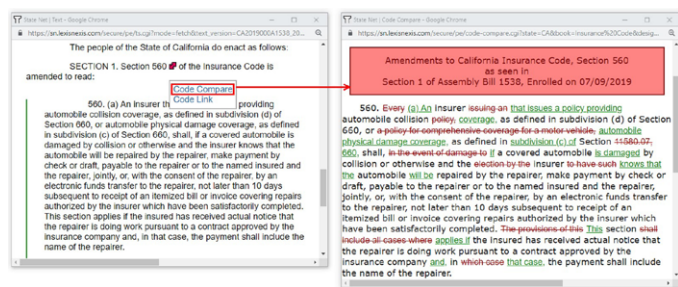 State Net | Text - Google Chrome
https://sn.lexisnexis.com/secure/pe/ts.cgi?mode=fetch&text_version=CA2019000A1538_20...
The people of the State of California do enact as follows:
SECTION 1. Section 560 of the Insurance Code is
amended to read:
Code Compare
Code Link
560. (a) An Insurer th providing
automobile collision coverage, as defined in subdivision (d) of
Section 660, or automobile physical damage coverage, as defined
in subdivision (c) of Section 660, shall, if a covered automobile is
damaged by collision or otherwise and the insurer knows that the
automobile will be repaired by the repairer, make payment by
check or draft, payable to the repairer or to the named insured and
the repairer, jointly, or, with the consent of the repairer, by an
electronic funds transfer to the repairer, not later than 10 days
subsequent to receipt of an itemized bill or invoice covering repairs
authorized by the insurer which have been satisfactorily completed.
This section applies if the insured has received actual notice that
the repairer is doing work pursuant to a contract approved by the
insurance company and, in that case, the payment shall include the
name of the repairer.
State Net | Code Compare - Google Chrome
https://sn.lexisnexis.com/secure/pe/code-compare.cgi?state=CA&book=Insurance%20Code&desig...
Amendments to California Insurance Code, Section 560
as seen in
Section 1 of Assembly Bill 1538, Enrolled on 07/09/2019
560. Every (a) An Insurer issuing an that issues a policy providing
automobile collision policy, coverage, as defined in subdivision (d) of Section
660, or a policy for comprehensive coverage for a motor vehicle, automobile
physical damage coverage, as defined in subdivision (c) of Section 11580.07,
660, shall, in the event of damage to if a covered automobile is damaged by
collision or otherwise and the election by the insurer to have such knows that
the automobile will be repaired by the repairer, make payment by check or
draft, payable to the repairer or to the named insured and the repairer,
jointly, or, with the consent of the repairer, by an electronic funds transfer
to the repairer, not later than 10 days subsequent to receipt of an
itemized bill or invoice covering repairs authorized by the insurer which
have been satisfactorily completed. The provisions of this This section shall
include all cases where applies if the insured has received actual notice that
the repairer is doing work pursuant to a contract approved by the
insurance company and, in which case that case, the payment shall include
the name of the repairer.